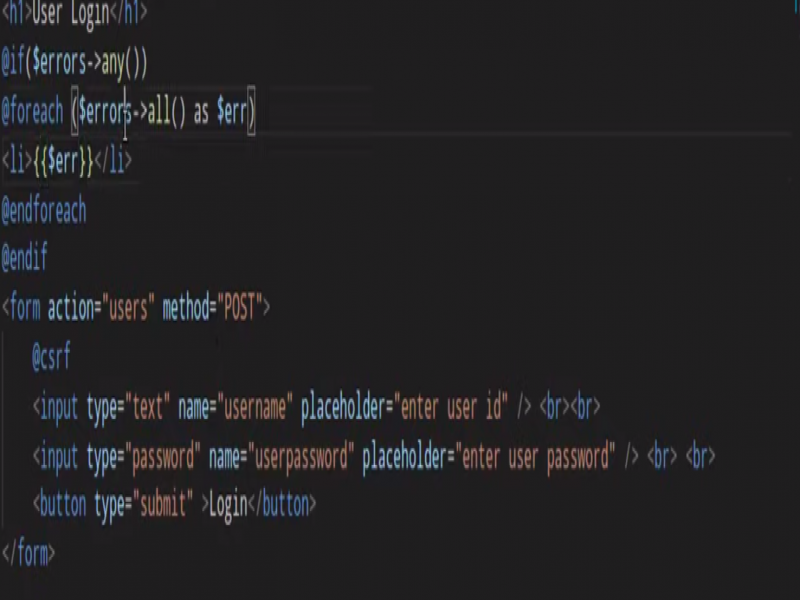 <h1>User Login</h1>
@if($errors->any())
@foreach ($errors->all() as $err)
<li>{{$err}}</li>
@endforeach
@endif
<form action="users" method="POST">
@csrf
<input type="text" name="username" placeholder="enter user id" /> <br><br>
<input type="password" name="userpassword" placeholder="enter user password" /> <br> <br>
<button type="submit" >Login</button>
</form>